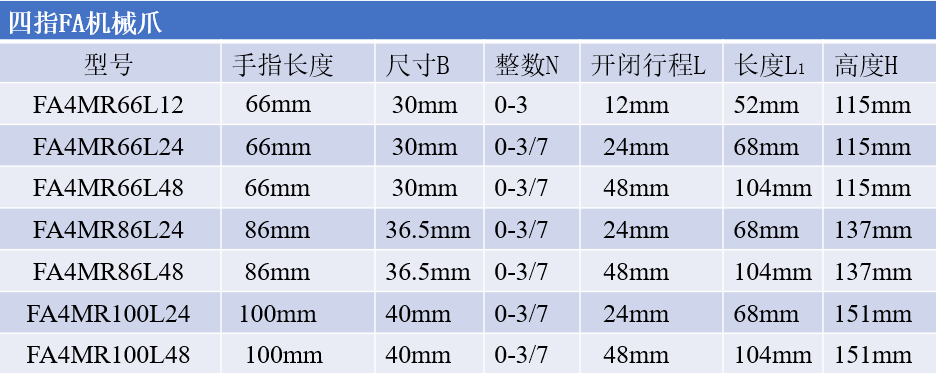 四指FA机械爪
型号 手指长度 尺寸B 整数N 开闭行程L 长度L₁ 高度H
FA4MR66L12 66mm 30mm 0-3 12mm 52mm 115mm
FA4MR66L24 66mm 30mm 0-3/7 24mm 68mm 115mm
FA4MR66L48 66mm 30mm 0-3/7 48mm 104mm 115mm
FA4MR86L24 86mm 36.5mm 0-3/7 24mm 68mm 137mm
FA4MR86L48 86mm 36.5mm 0-3/7 48mm 104mm 137mm
FA4MR100L24 100mm 40mm 0-3/7 24mm 68mm 151mm
FA4MR100L48 100mm 40mm 0-3/7 48mm 104mm 151mm